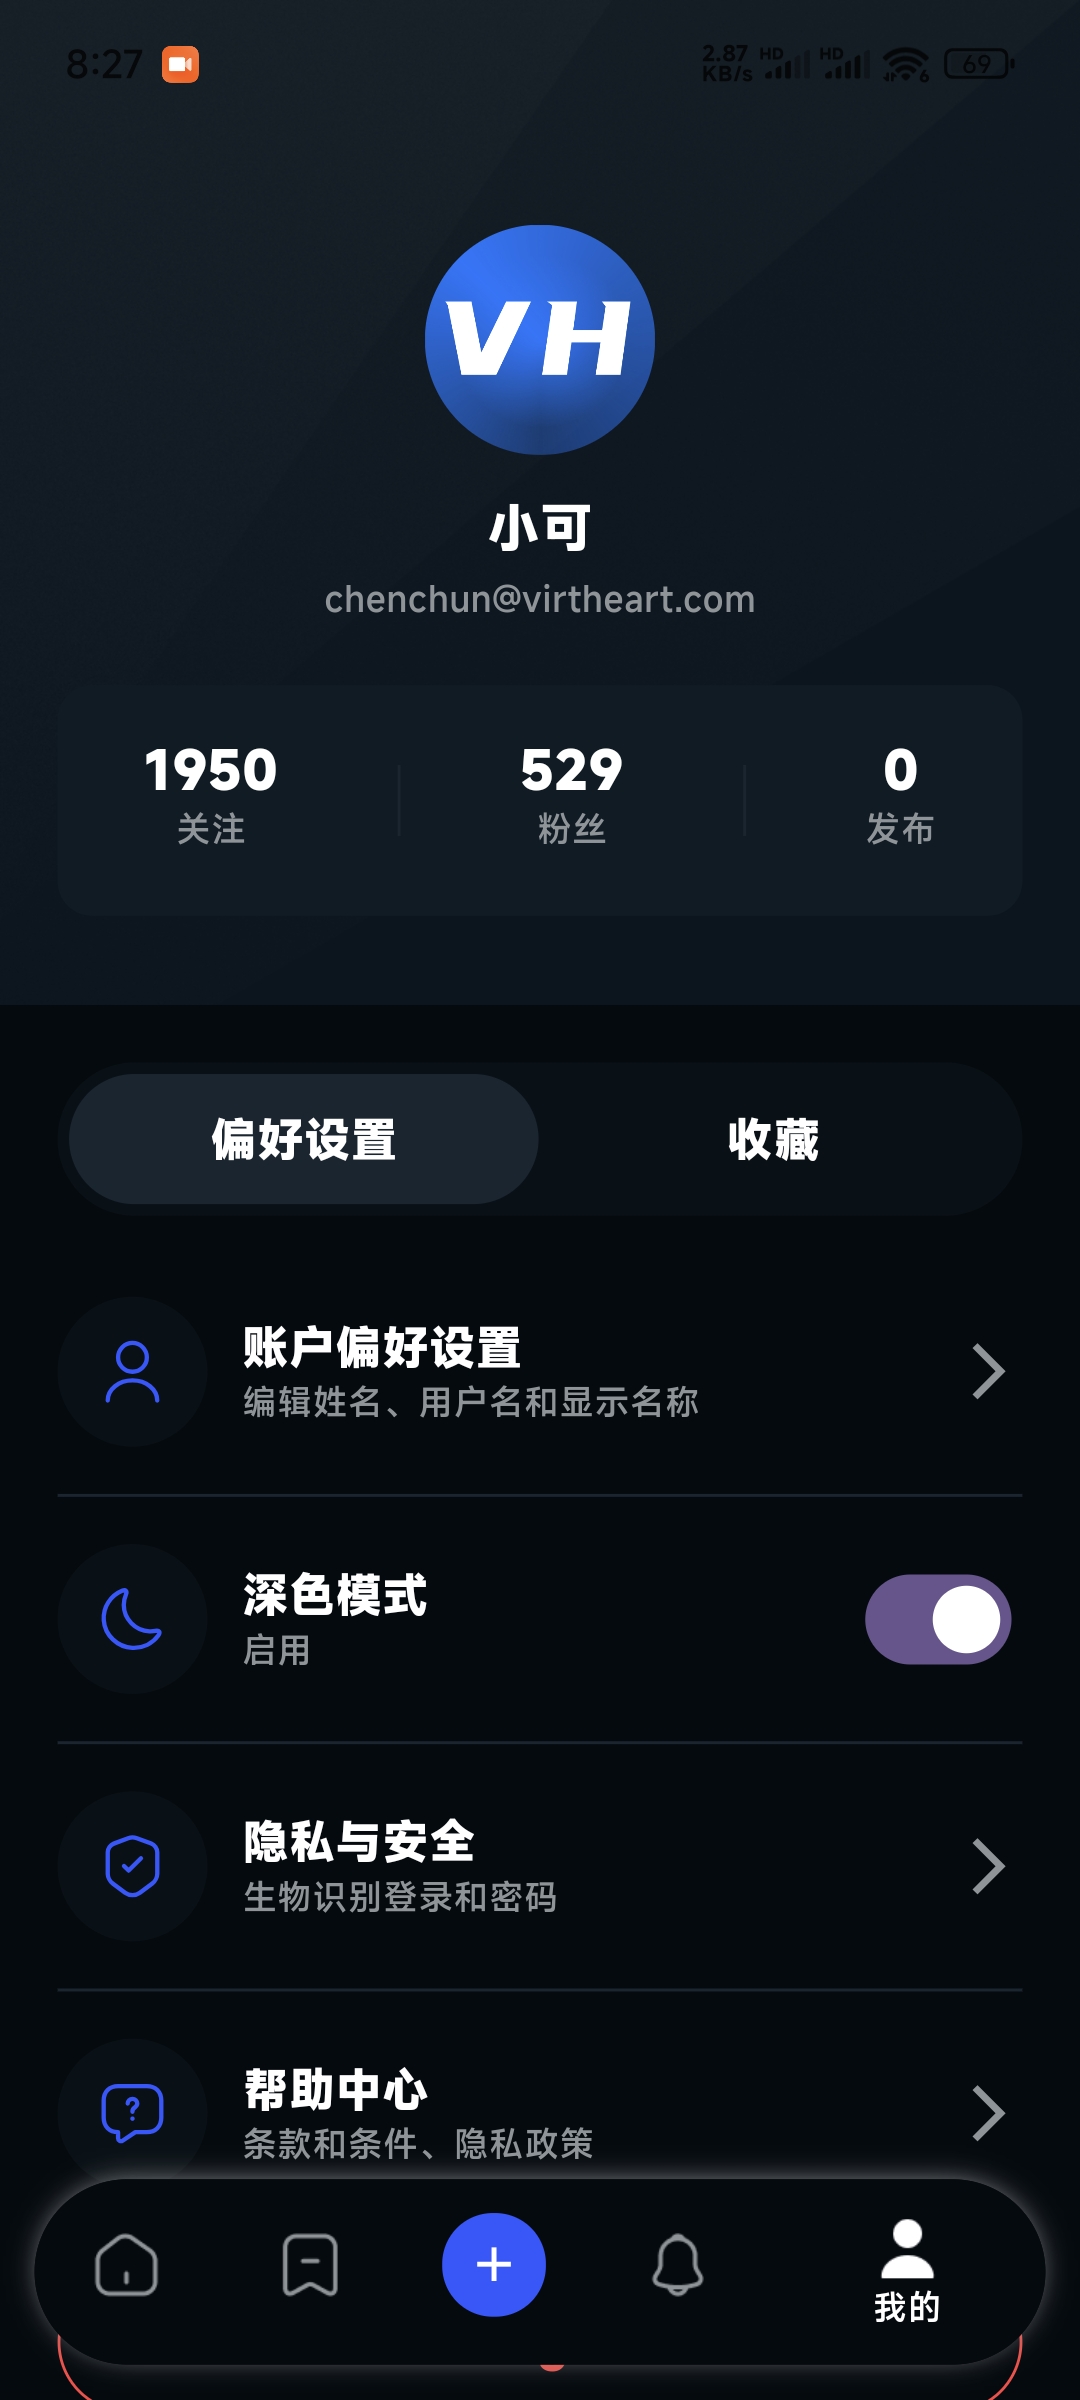 8:27
2.87
KB/s
HD
HD
6
69
VH
小可
chenchun@virtheart.com
1950
529
0
关注
粉丝
发布
偏好设置
收藏
账户偏好设置
编辑姓名、用户名和显示名称
深色模式
启用
隐私与安全
生物识别登录和密码
帮助中心
条款和条件、隐私政策
我的